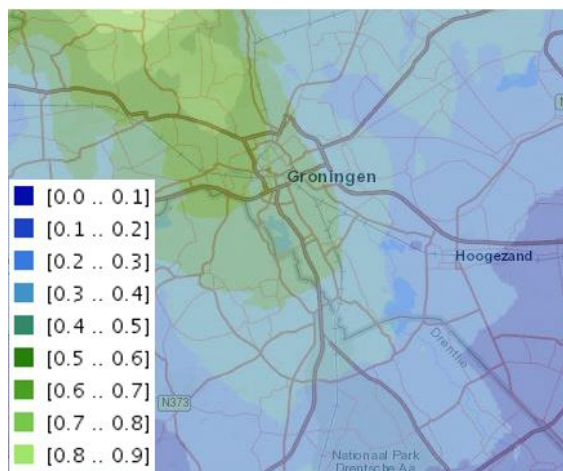 Groningen
[0.0 .. 0.1]
[0.1 .. 0.2]
[0.2 .. 0.3]
[0.3 .. 0.4]
[0.4 .. 0.5]
[0.5 .. 0.6]
[0.6 .. 0.7]
[0.7 .. 0.8]
[0.8 .. 0.9]
Hoogezand
Drenthe
N373
Nationaal Park
Drentsche Aa